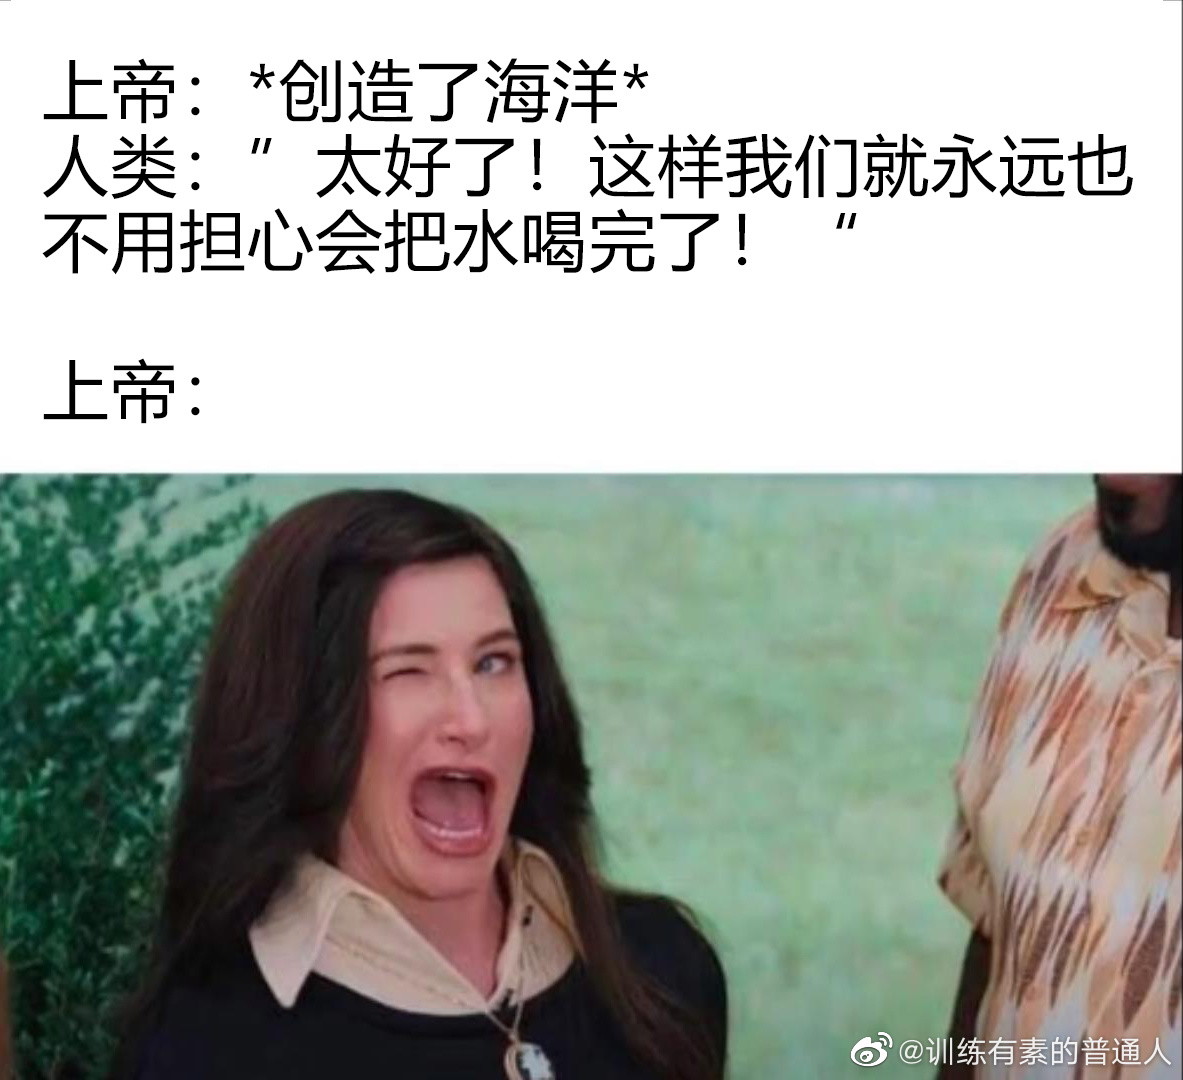 上帝：*创造了海洋*
人类：”太好了！这样我们就永远也
不用担心会把水喝完了！“
上帝：
@训练有素的普通人